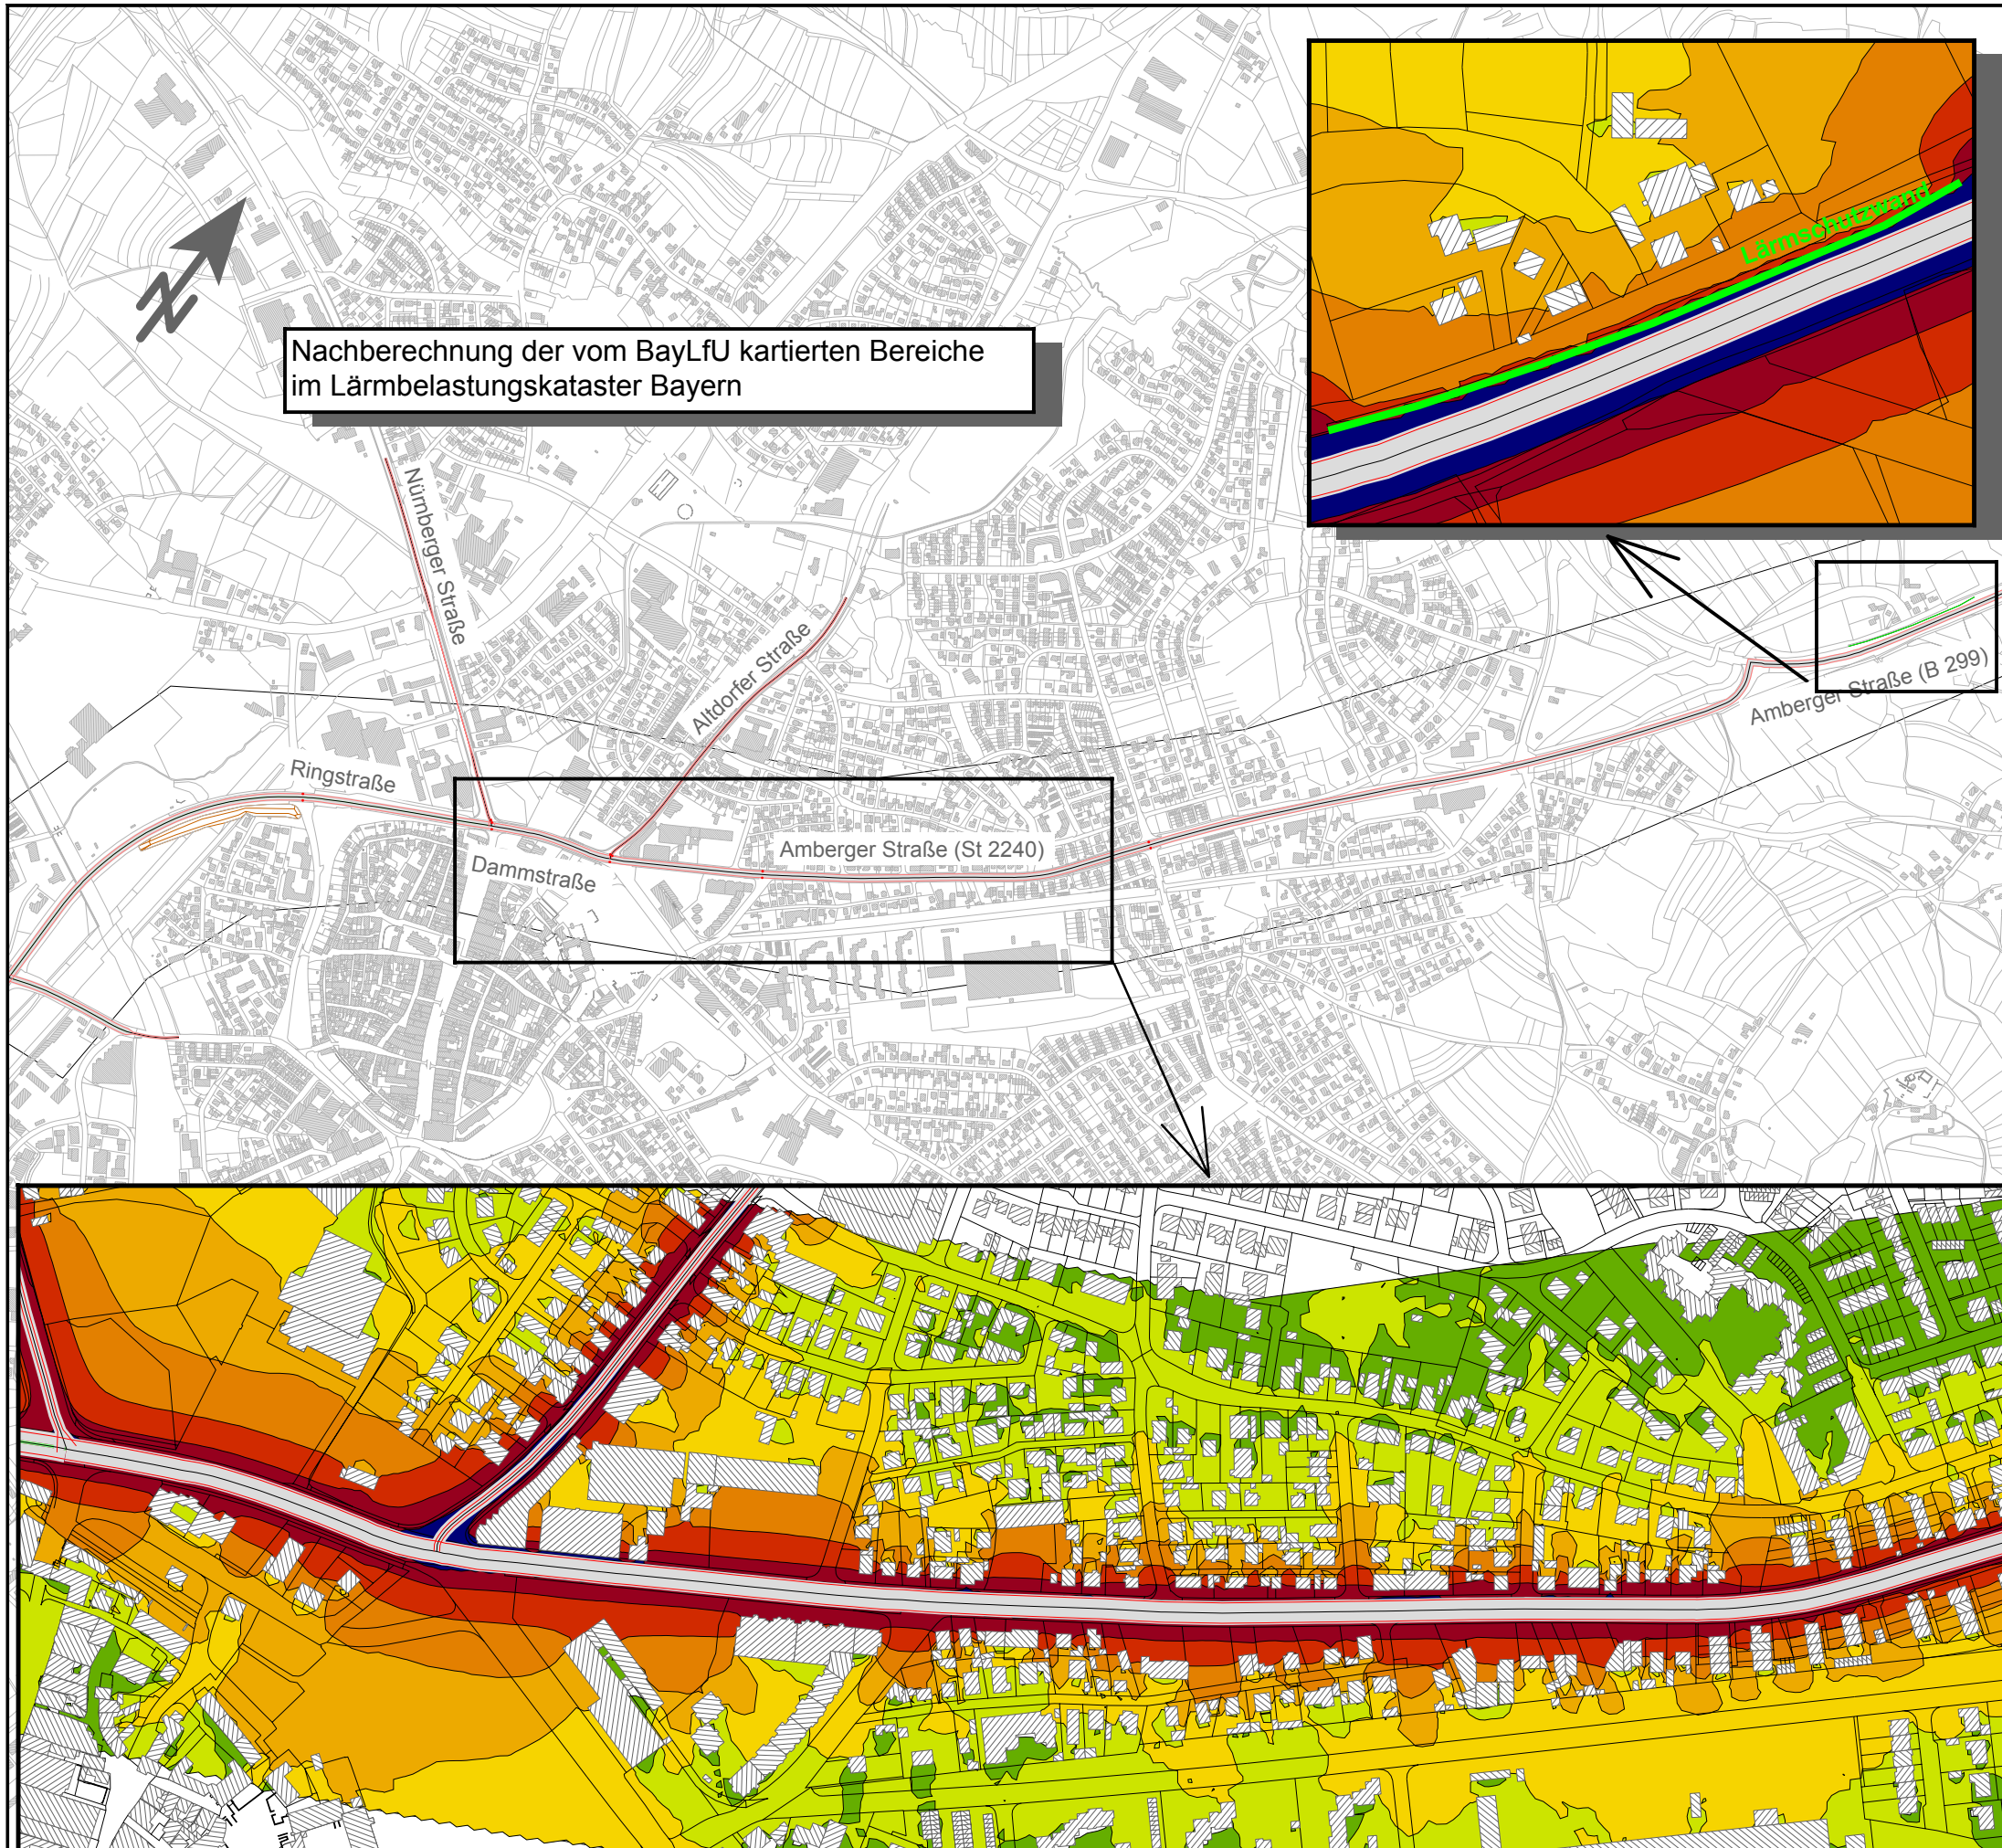 Nachberechnung der vom BayLfU kartierten Bereiche
im Lärmbelastungskataster Bayern
Lärmschutzwand
Nürnberger Straße
Altdorfer Straße
Amberger Straße (B 299)
Ringstraße
Amberger Straße (St 2240)
Dammstraße